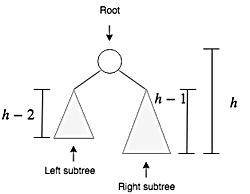 Root
h - 2
h - 1
h
Left subtree
Right subtree